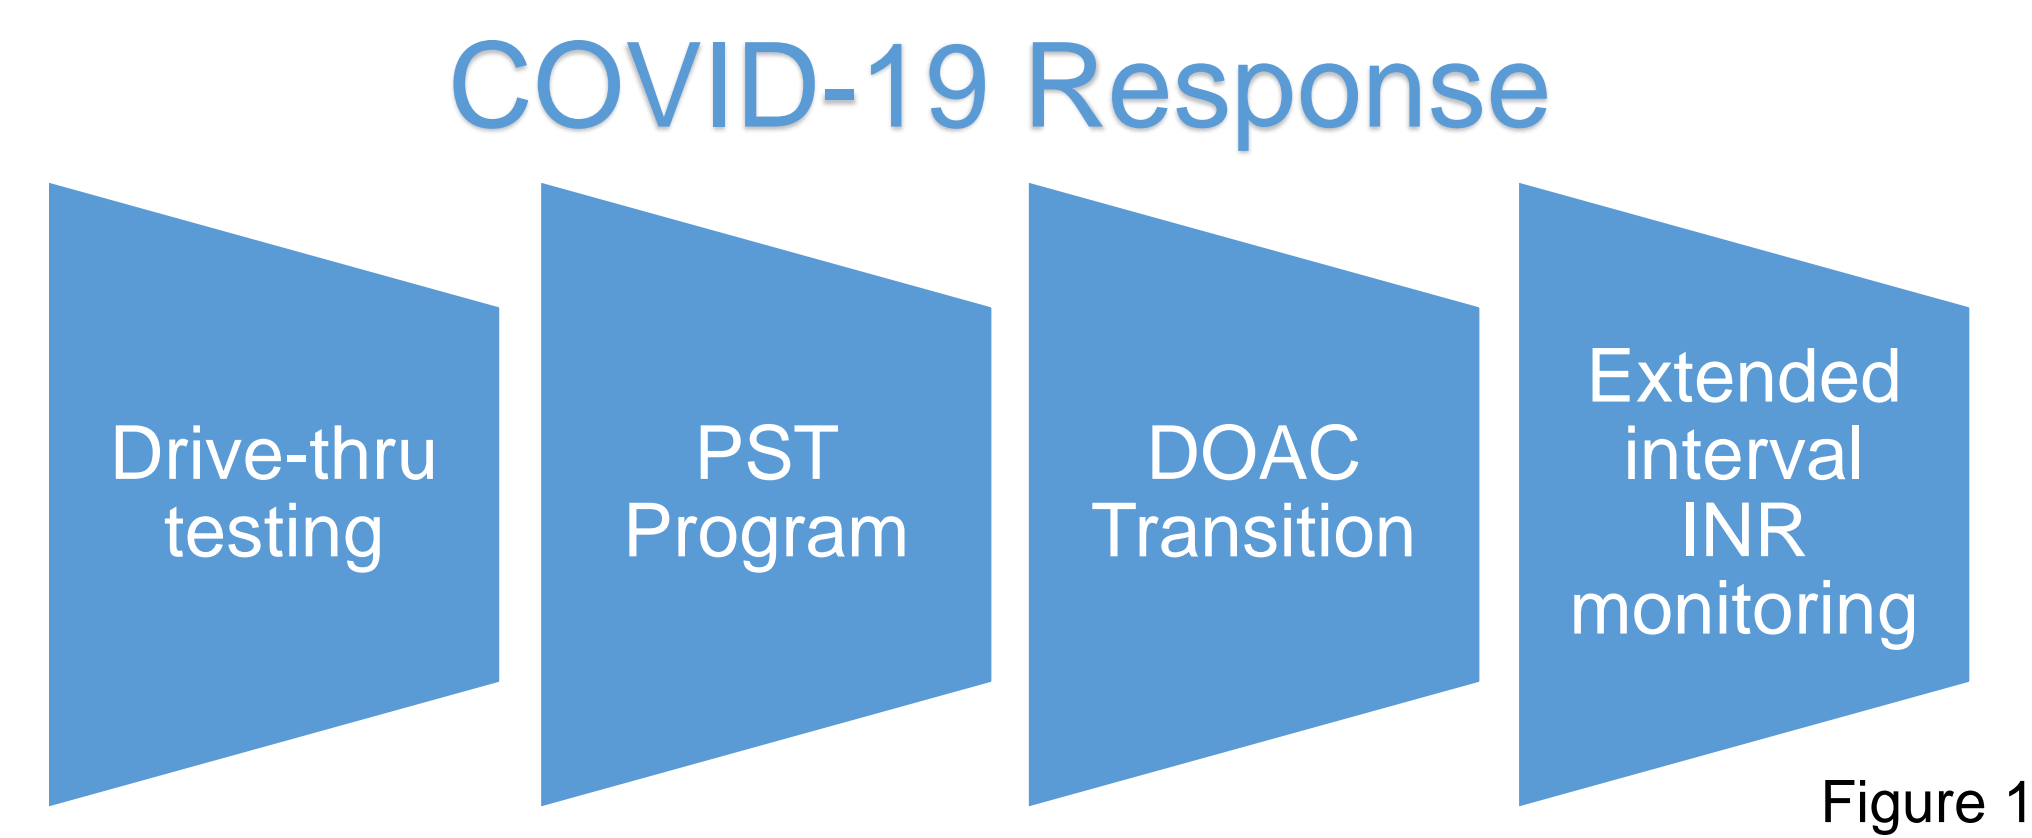 COVID-19 Response
Drive-thru
testing
PST
Program
DOAC
Transition
Extended
interval
INR
monitoring
Figure 1